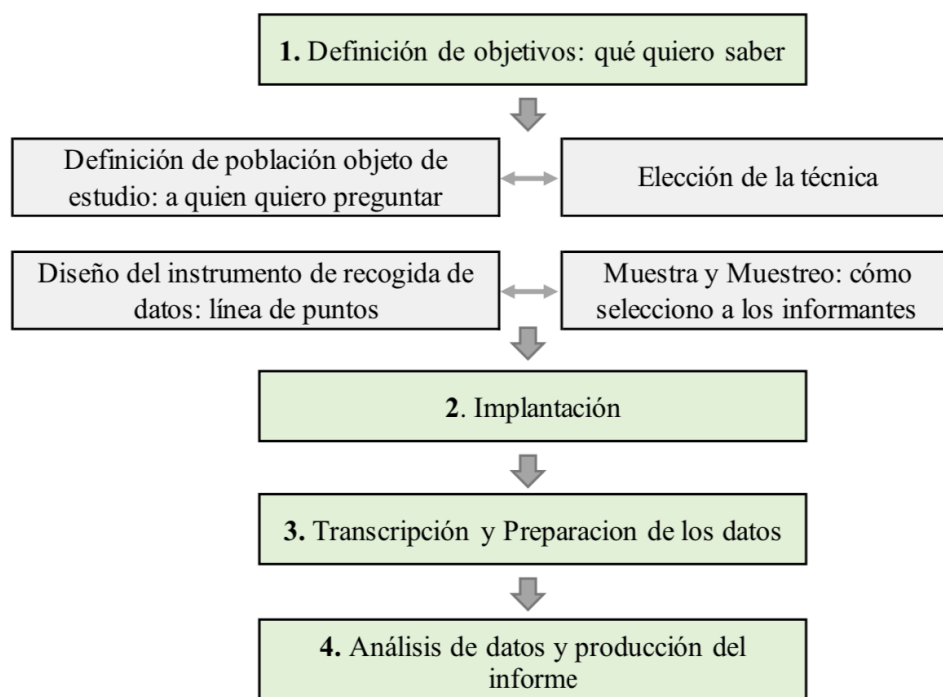 1. Definición de objetivos: qué quiero saber
Definición de población objeto de
estudio: a quien quiero preguntar
Elección de la técnica
Diseño del instrumento de recogida de
datos: línea de puntos
Muestra y Muestreo: cómo
selecciono a los informantes
2. Implantación
3. Transcripción y Preparacion de los datos
4. Análisis de datos y producción del
informe